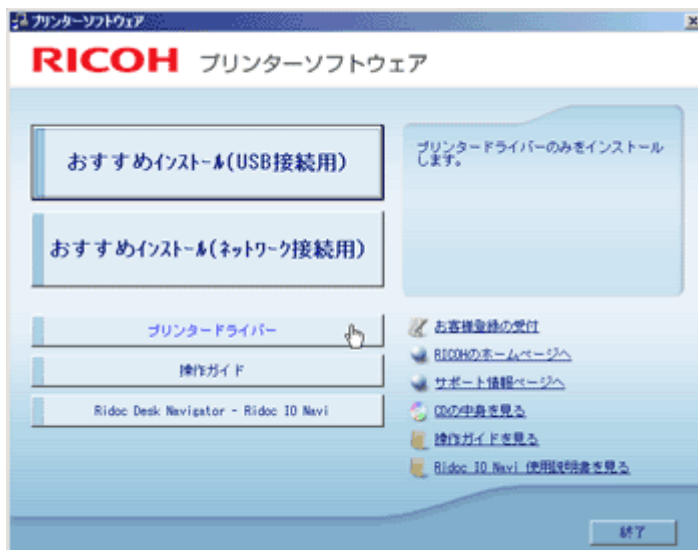 プリンターソフトウェア
RICOH プリンターソフトウェア
おすすめインストール(USB接続用)
おすすめインストール(ネットワーク接続用)
プリンタードライバー
操作ガイド
Ridoc Desk Navigator - Ridoc IO Navi
プリンタードライバーのみをインストール
します。
お客様登録の受付
RICOHのホームページへ
サポート情報ページへ
CDの中身を見る
操作ガイドを見る
Ridoc IO Navi 使用説明書を見る
終了